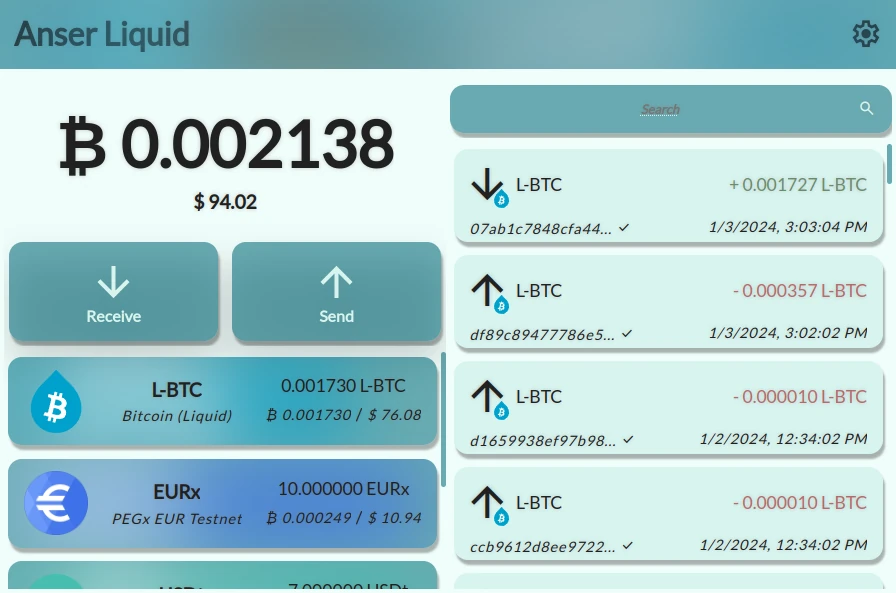 Anser Liquid
₿ 0.002138
$ 94.02
Receive
Send
L-BTC
Bitcoin (Liquid)
0.001730 L-BTC
₿ 0.001730 / $ 76.08
EURx
PEGx EUR Testnet
10.000000 EURx
₿ 0.000249 / $ 10.94
7.000000 USDt
Search
L-BTC
+ 0.001727 L-BTC
07ab1c7848cfa44...
1/3/2024, 3:03:04 PM
L-BTC
- 0.000357 L-BTC
df89c89477786e5...
1/3/2024, 3:02:02 PM
L-BTC
- 0.000010 L-BTC
d1659938ef97b98...
1/2/2024, 12:34:02 PM
L-BTC
- 0.000010 L-BTC
ccb9612d8ee9722...
1/2/2024, 12:34:02 PM